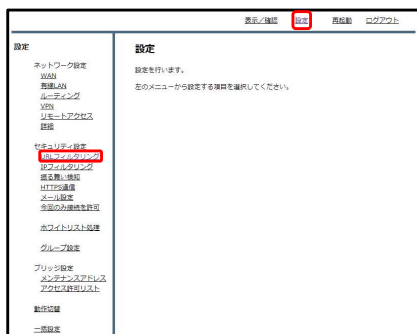 表示/確認 設定 再起動 ログアウト
設定
ネットワーク設定
WAN
有線LAN
ルーティング
VPN
リモートアクセス
詳細
セキュリティ設定
URLフィルタリング
IPフィルタリング
振る舞い検知
HTTPS通信
メール設定
今回のみ接続を許可
ホワイトリスト処理
グループ設定
ブリッジ設定
メンテナンスアドレス
アクセス許可リスト
動作切替
一括設定
設定
設定を行います。
左のメニューから設定する項目を選択してください。